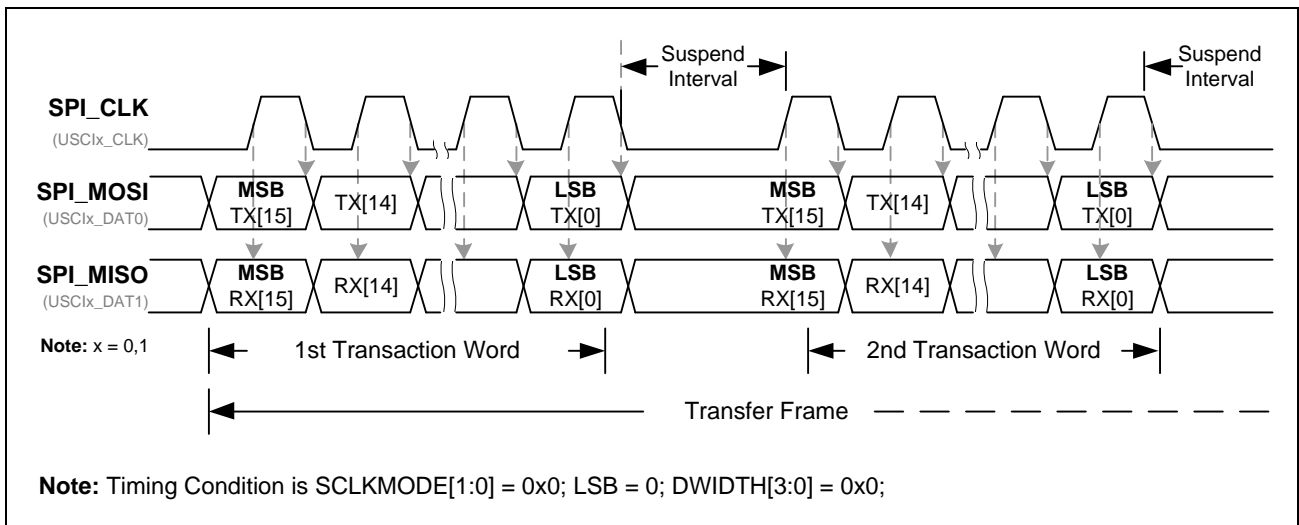 Suspend
Interval
Suspend
Interval
SPI_CLK
(USCIx_CLK)
SPI_MOSI
(USCIx_DAT0)
MSB
TX[15]
TX[14]
LSB
TX[0]
MSB
TX[15]
TX[14]
LSB
TX[0]
SPI_MISO
(USCIx_DAT1)
MSB
RX[15]
RX[14]
LSB
RX[0]
MSB
RX[15]
RX[14]
LSB
RX[0]
Note: x = 0,1
1st Transaction Word
2nd Transaction Word
Transfer Frame
Note: Timing Condition is SCLKMODE[1:0] = 0x0; LSB = 0; DWIDTH[3:0] = 0x0;